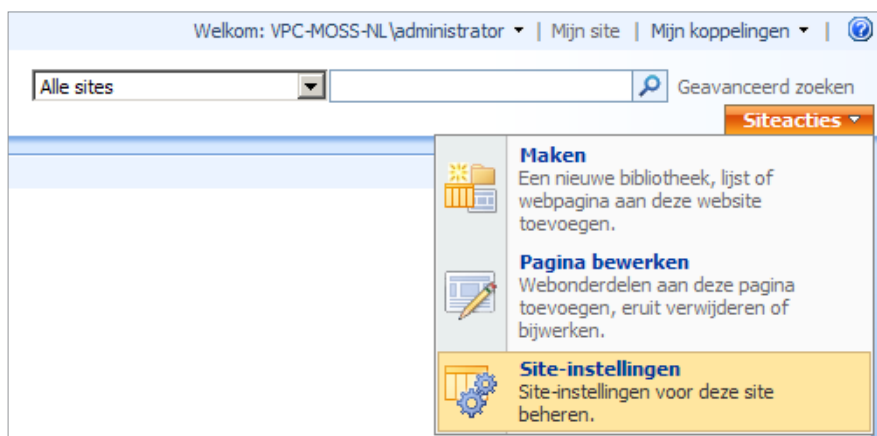 Welkom: VPC-MOSS-NL\administrator | Mijn site | Mijn koppelingen |
Alle sites Geavanceerd zoeken
Siteacties
Maken
Een nieuwe bibliotheek, lijst of
webpagina aan deze website
toevoegen.
Pagina bewerken
Webonderdelen aan deze pagina
toevoegen, eruit verwijderen of
bijwerken.
Site-instellingen
Site-instellingen voor deze site
beheren.